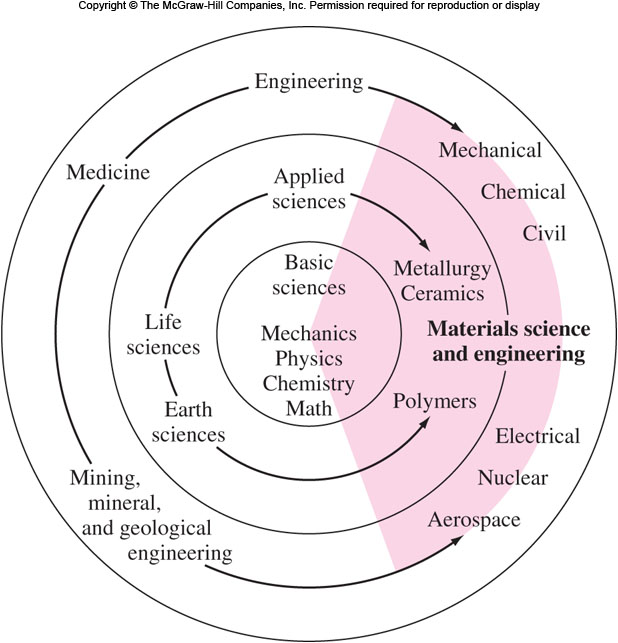 Copyright © The McGraw-Hill Companies, Inc. Permission required for reproduction or display
Engineering
Mechanical
Medicine
Applied
sciences
Chemical
Civil
Basic
sciences
Metallurgy
Ceramics
Life
sciences
Mechanics
Physics
Chemistry
Math
Materials science
and engineering
Earth
sciences
Polymers
Electrical
Mining,
mineral,
and geological
engineering
Nuclear
Aerospace